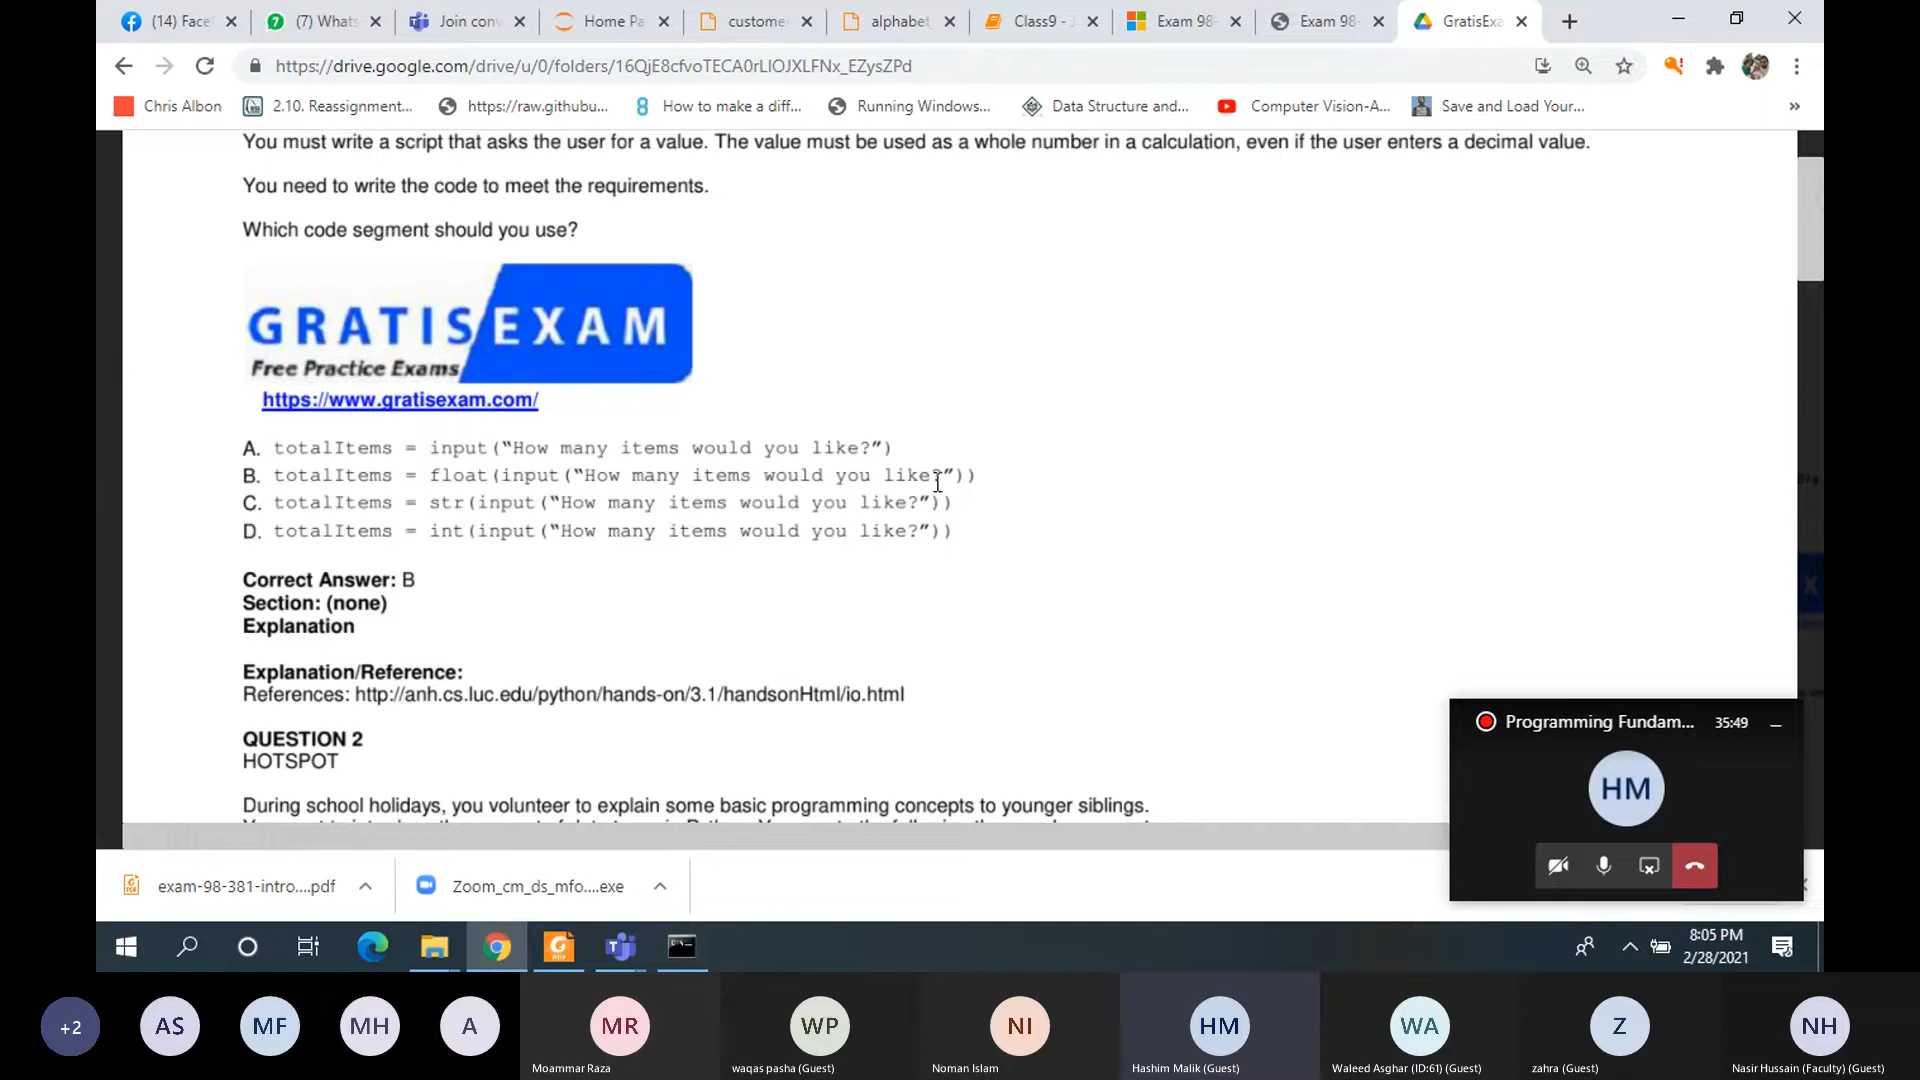 (14) Face
(7) Whats
Join con
Home Pa
custome
alphabet
Class9 - J
Exam 98-
Exam 98-
GratisExa
https://drive.google.com/drive/u/0/folders/16QjE8cfvoTECA0rLIOJXLFNx_EZysZPd
Chris Albon
2.10. Reassignment...
https://raw.githubu...
How to make a diff...
Running Windows...
Data Structure and...
Computer Vision-A...
Save and Load Your...
»
You must write a script that asks the user for a value. The value must be used as a whole number in a calculation, even if the user enters a decimal value.
You need to write the code to meet the requirements.
Which code segment should you use?
GRATISEXAM
Free Practice Exams
https://www.gratisexam.com/
A. totalItems = input(“How many items would you like?”)
B. totalItems = float(input(“How many items would you like?”))
C. totalItems = str(input(“How many items would you like?”))
D. totalItems = int(input(“How many items would you like?”))
Correct Answer: B
Section: (none)
Explanation
Explanation/Reference:
References: http://anh.cs.luc.edu/python/hands-on/3.1/handsonHtml/io.html
QUESTION 2
HOTSPOT
During school holidays, you volunteer to explain some basic programming concepts to younger siblings.
Programming Fundam...
35:49
HM
exam-98-381-intro....pdf
Zoom_cm_ds_mfo....exe
8:05 PM
2/28/2021
+2
AS
MF
MH
A
MR
WP
NI
HM
WA
Z
NH
Moammar Raza
waqas pasha (Guest)
Noman Islam
Hashim Malik (Guest)
Waleed Asghar (ID:61) (Guest)
zahra (Guest)
Nasir Hussain (Faculty) (Guest)